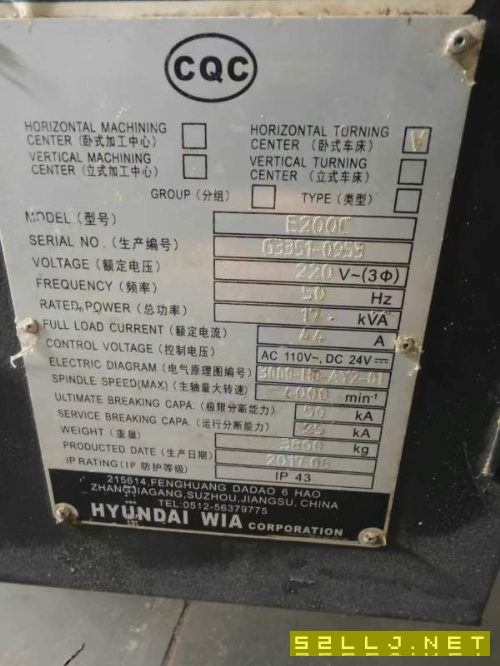 CQC
HORIZONTAL MACHINING CENTER (卧式加工中心)
HORIZONTAL TURNING CENTER (卧式车床) V
VERTICAL MACHINING CENTER (立式加工中心)
VERTICAL TURNING CENTER (立式车床)
GROUP (分组) TYPE (类型)
MODEL (型号) E200C
SERIAL NO. (生产编号) G3351-0953
VOLTAGE (额定电压) 220 V~(3Φ)
FREQUENCY (频率) 50 Hz
RATED POWER (总功率) kVA
FULL LOAD CURRENT (额定电流) 44 A
CONTROL VOLTAGE (控制电压) AC 110V~, DC 24V
ELECTRIC DIAGRAM (电气原理图编号)
SPINDLE SPEED(MAX) (主轴最大转速) 4000 min-1
ULTIMATE BREAKING CAPA. (极限分断能力) 50 kA
SERVICE BREAKING CAPA. (运行分断能力) 25 kA
WEIGHT (重量) kg
PRODUCTED DATE (生产日期) 2017.06
IP RATING (IP 防护等级) IP 43
215614, FENGHUANG DADAO 6 HAO
ZHANGJIAGANG, SUZHOU, JIANGSU, CHINA
TEL:0512-56379775
HYUNDAI WIA CORPORATION
52LLJ.NET